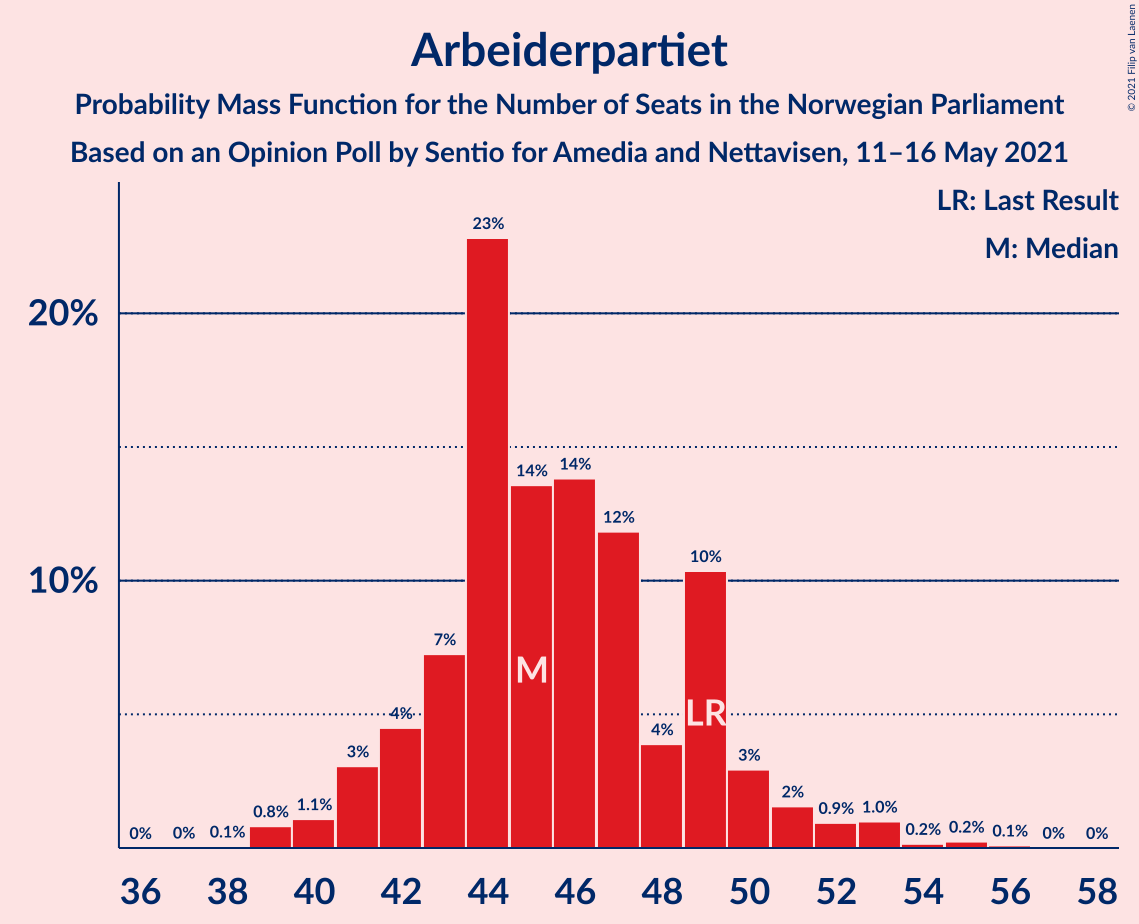 Arbeiderpartiet
Probability Mass Function for the Number of Seats in the Norwegian Parliament
Based on an Opinion Poll by Sentio for Amedia and Nettavisen, 11–16 May 2021
© 2021 Filip van Laenen
LR: Last Result
M: Median
20%
10%
0% 0% 0.1% 0.8% 1.1% 3% 4% 7% 23% 14% 14% 12% 4% 10% 3% 2% 0.9% 1.0% 0.2% 0.2% 0.1% 0% 0%
M
LR
36 38 40 42 44 46 48 50 52 54 56 58